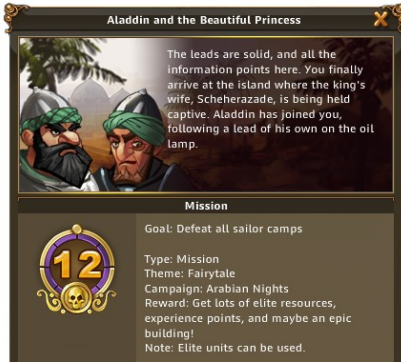 Aladdin and the Beautiful Princess
The leads are solid, and all the
information points here. You finally
arrive at the island where the king's
wife, Scheherazade, is being held
captive. Aladdin has joined you,
following a lead of his own on the oil
lamp.
Mission
12
Goal: Defeat all sailor camps
Type: Mission
Theme: Fairytale
Campaign: Arabian Nights
Reward: Get lots of elite resources,
experience points, and maybe an epic
building!
Note: Elite units can be used.